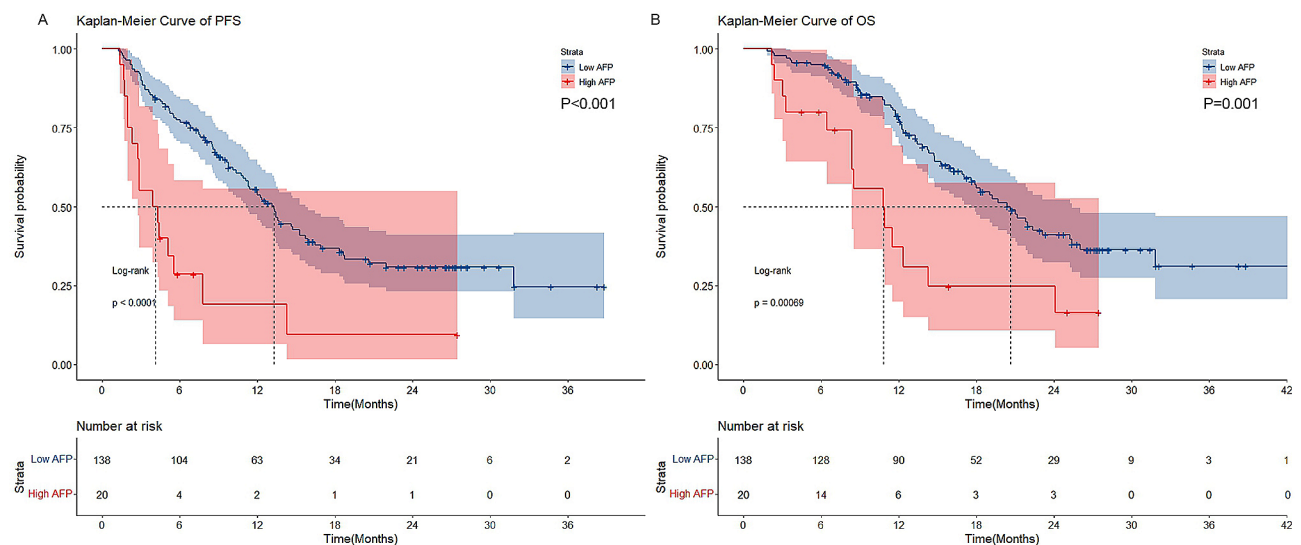 A
Kaplan-Meier Curve of PFS
Survival probability
1.00
0.75
0.50
0.25
0.00
Strata
Low AFP
High AFP
P<0.001
Log-rank
p < 0.0001
0 6 12 18 24 30 36
Time(Months)
Number at risk
Strata
Low AFP 138 104 63 34 21 6 2
High AFP 20 4 2 1 1 0 0
0 6 12 18 24 30 36
Time(Months)
B
Kaplan-Meier Curve of OS
Survival probability
1.00
0.75
0.50
0.25
0.00
Strata
Low AFP
High AFP
P=0.001
Log-rank
p = 0.00069
0 6 12 18 24 30 36 42
Time(Months)
Number at risk
Strata
Low AFP 138 128 90 52 29 9 3 1
High AFP 20 14 6 3 3 0 0 0
0 6 12 18 24 30 36 42
Time(Months)